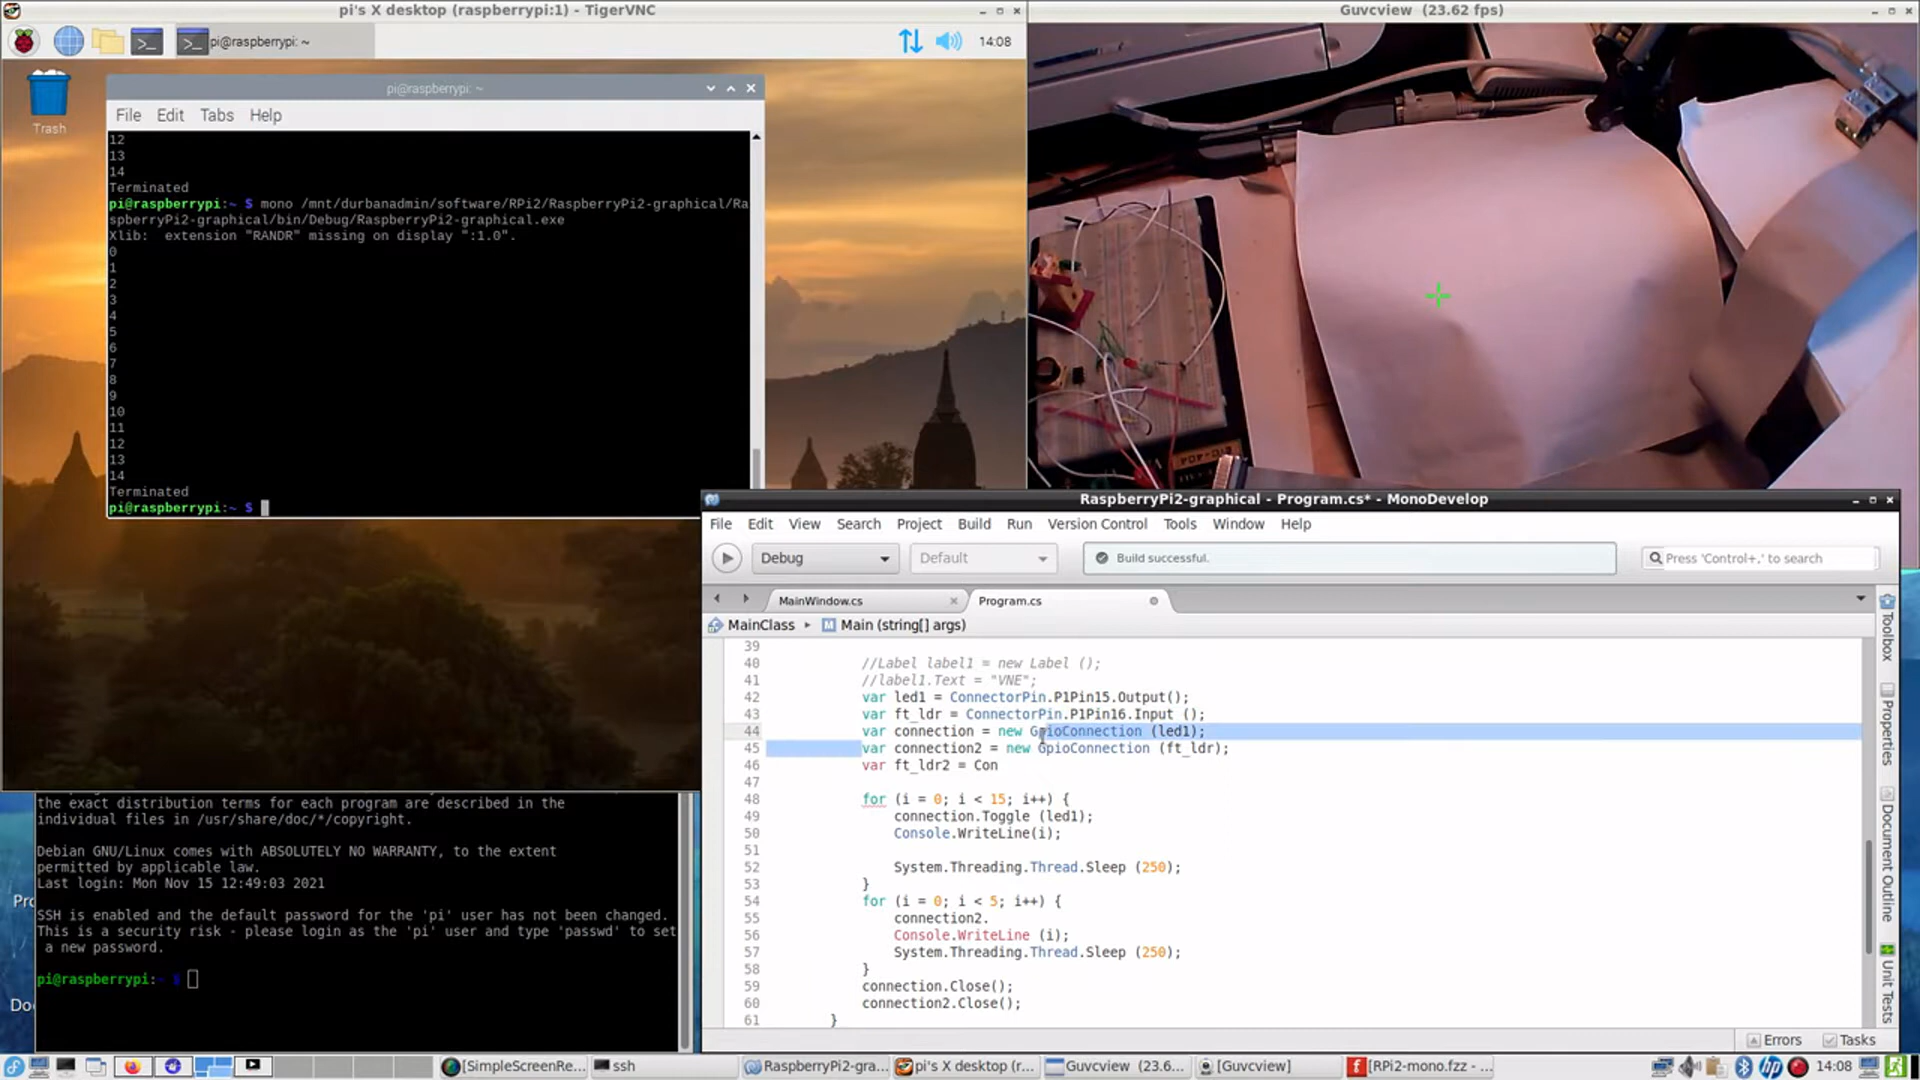 pi's X desktop (raspberrypi:1) - TigerVNC
pi@raspberrypi: ~
14:08
Trash
pi@raspberrypi: ~
File Edit Tabs Help
12
13
14
Terminated
pi@raspberrypi:~ $ mono /mnt/durbanadmin/software/RPi2/RaspberryPi2-graphical/Ra
spberryPi2-graphical/bin/Debug/RaspberryPi2-graphical.exe
Xlib:  extension "RANDR" missing on display ":1.0".
0
1
2
3
4
5
6
7
8
9
10
11
12
13
14
Terminated
pi@raspberrypi:~ $
the exact distribution terms for each program are described in the
individual files in /usr/share/doc/*/copyright.
Debian GNU/Linux comes with ABSOLUTELY NO WARRANTY, to the extent
permitted by applicable law.
Last login: Mon Nov 15 12:49:03 2021
SSH is enabled and the default password for the 'pi' user has not been changed.
This is a security risk - please login as the 'pi' user and type 'passwd' to set
a new password.
pi@raspberrypi:~ $
Guvcview (23.62 fps)
RaspberryPi2-graphical - Program.cs* - MonoDevelop
File Edit View Search Project Build Run Version Control Tools Window Help
Debug Default Build successful. Press 'Control+,' to search
MainWindow.cs Program.cs
MainClass Main (string[] args)
39
40 //Label label1 = new Label ();
41 //label1.Text = "VNE";
42 var led1 = ConnectorPin.P1Pin15.Output();
43 var ft_ldr = ConnectorPin.P1Pin16.Input ();
44 var connection = new GpioConnection (led1);
45 var connection2 = new GpioConnection (ft_ldr);
46 var ft_ldr2 = Con
47
48 for (i = 0; i < 15; i++) {
49 connection.Toggle (led1);
50 Console.WriteLine(i);
51
52 System.Threading.Thread.Sleep (250);
53 }
54 for (i = 0; i < 5; i++) {
55 connection2.
56 Console.WriteLine (i);
57 System.Threading.Thread.Sleep (250);
58 }
59 connection.Close();
60 connection2.Close();
61 }
Toolbox
Properties
Document Outline
Unit Tests
Errors Tasks
[SimpleScreenRe... ssh RaspberryPi2-gra... pi's X desktop (r... Guvcview (23.6... [Guvcview] [RPi2-mono.fzz - ... 14:08